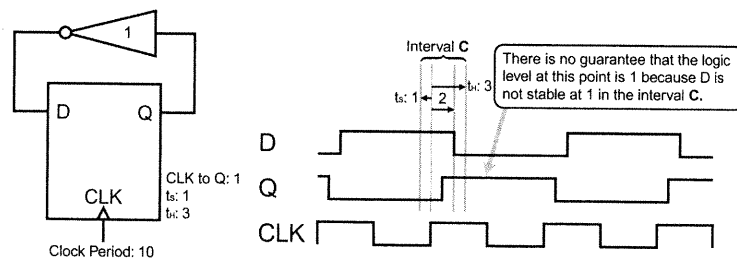 1
D
Q
CLK
CLK to Q: 1
tS: 1
tH: 3
Clock Period: 10
Interval C
tS: 1
2
tH: 3
There is no guarantee that the logic
level at this point is 1 because D is
not stable at 1 in the interval C.
D
Q
CLK